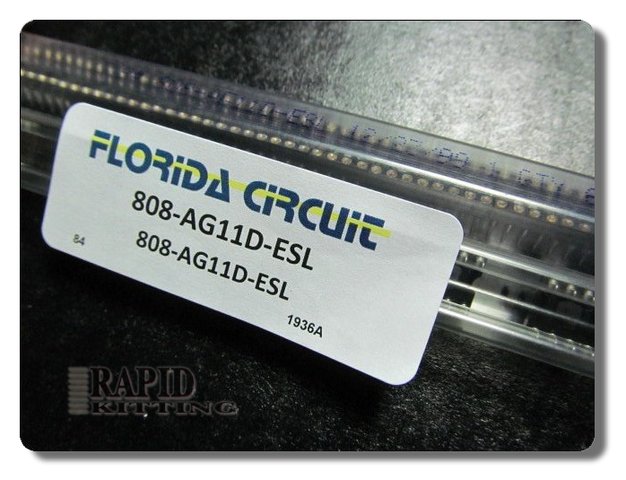 FLORIDA CIRCUIT
808-AG11D-ESL
808-AG11D-ESL
84
1936A
RAPID
KITTING